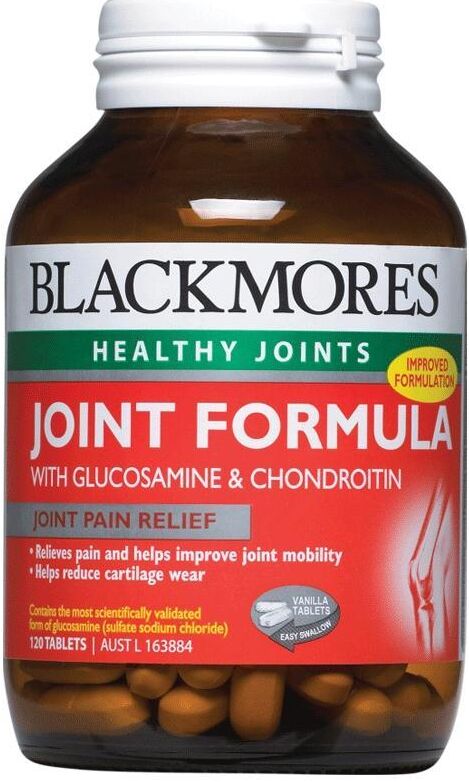 BLACKMORES
HEALTHY JOINTS
IMPROVED
FORMULATION
JOINT FORMULA
WITH GLUCOSAMINE & CHONDROITIN
JOINT PAIN RELIEF
• Relieves pain and helps improve joint mobility
• Helps reduce cartilage wear
VANILLA
TABLETS
EASY SWALLOW
Contains the most scientifically validated
form of glucosamine (sulfate sodium chloride)
120 TABLETS | AUST L 163884